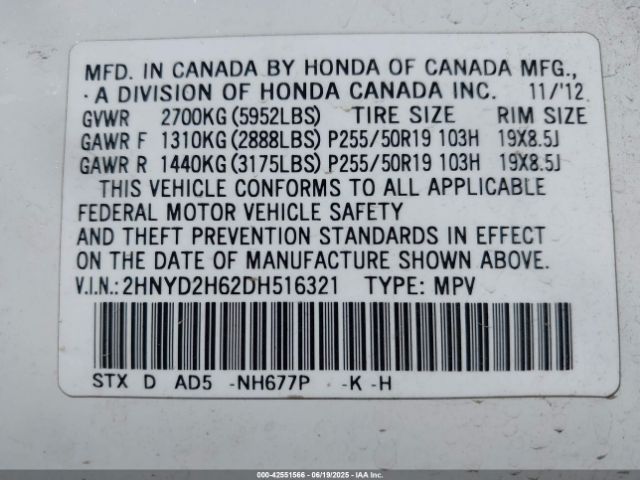 MFD. IN CANADA BY HONDA OF CANADA MFG.,
· A DIVISION OF HONDA CANADA INC. 11/'12
GVWR 2700KG(5952LBS) TIRE SIZE RIM SIZE
GAWR F 1310KG(2888LBS) P255/50R19 103H 19X8.5J
GAWR R 1440KG(3175LBS) P255/50R19 103H 19X8.5J
THIS VEHICLE CONFORMS TO ALL APPLICABLE
FEDERAL MOTOR VEHICLE SAFETY
AND THEFT PREVENTION STANDARDS IN EFFECT
ON THE DATE OF MANUFACTURE SHOWN ABOVE.
V.I.N.:2HNYD2H62DH516321 TYPE: MPV
STX D AD5 -NH677P -K -H
000-42551566 - 06/19/2025 - IAA Inc.